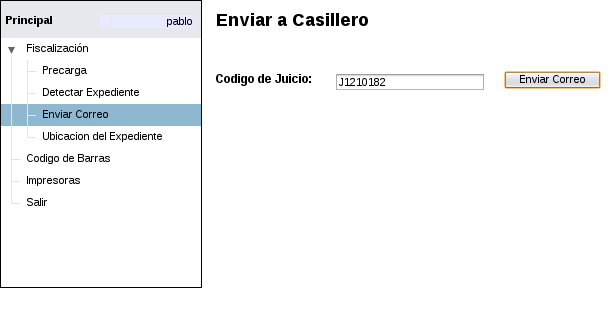 Principal pablo
Fiscalización
Precarga
Detectar Expediente
Enviar Correo
Ubicacion del Expediente
Codigo de Barras
Impresoras
Salir
Enviar a Casillero
Codigo de Juicio: J1210182 Enviar Correo